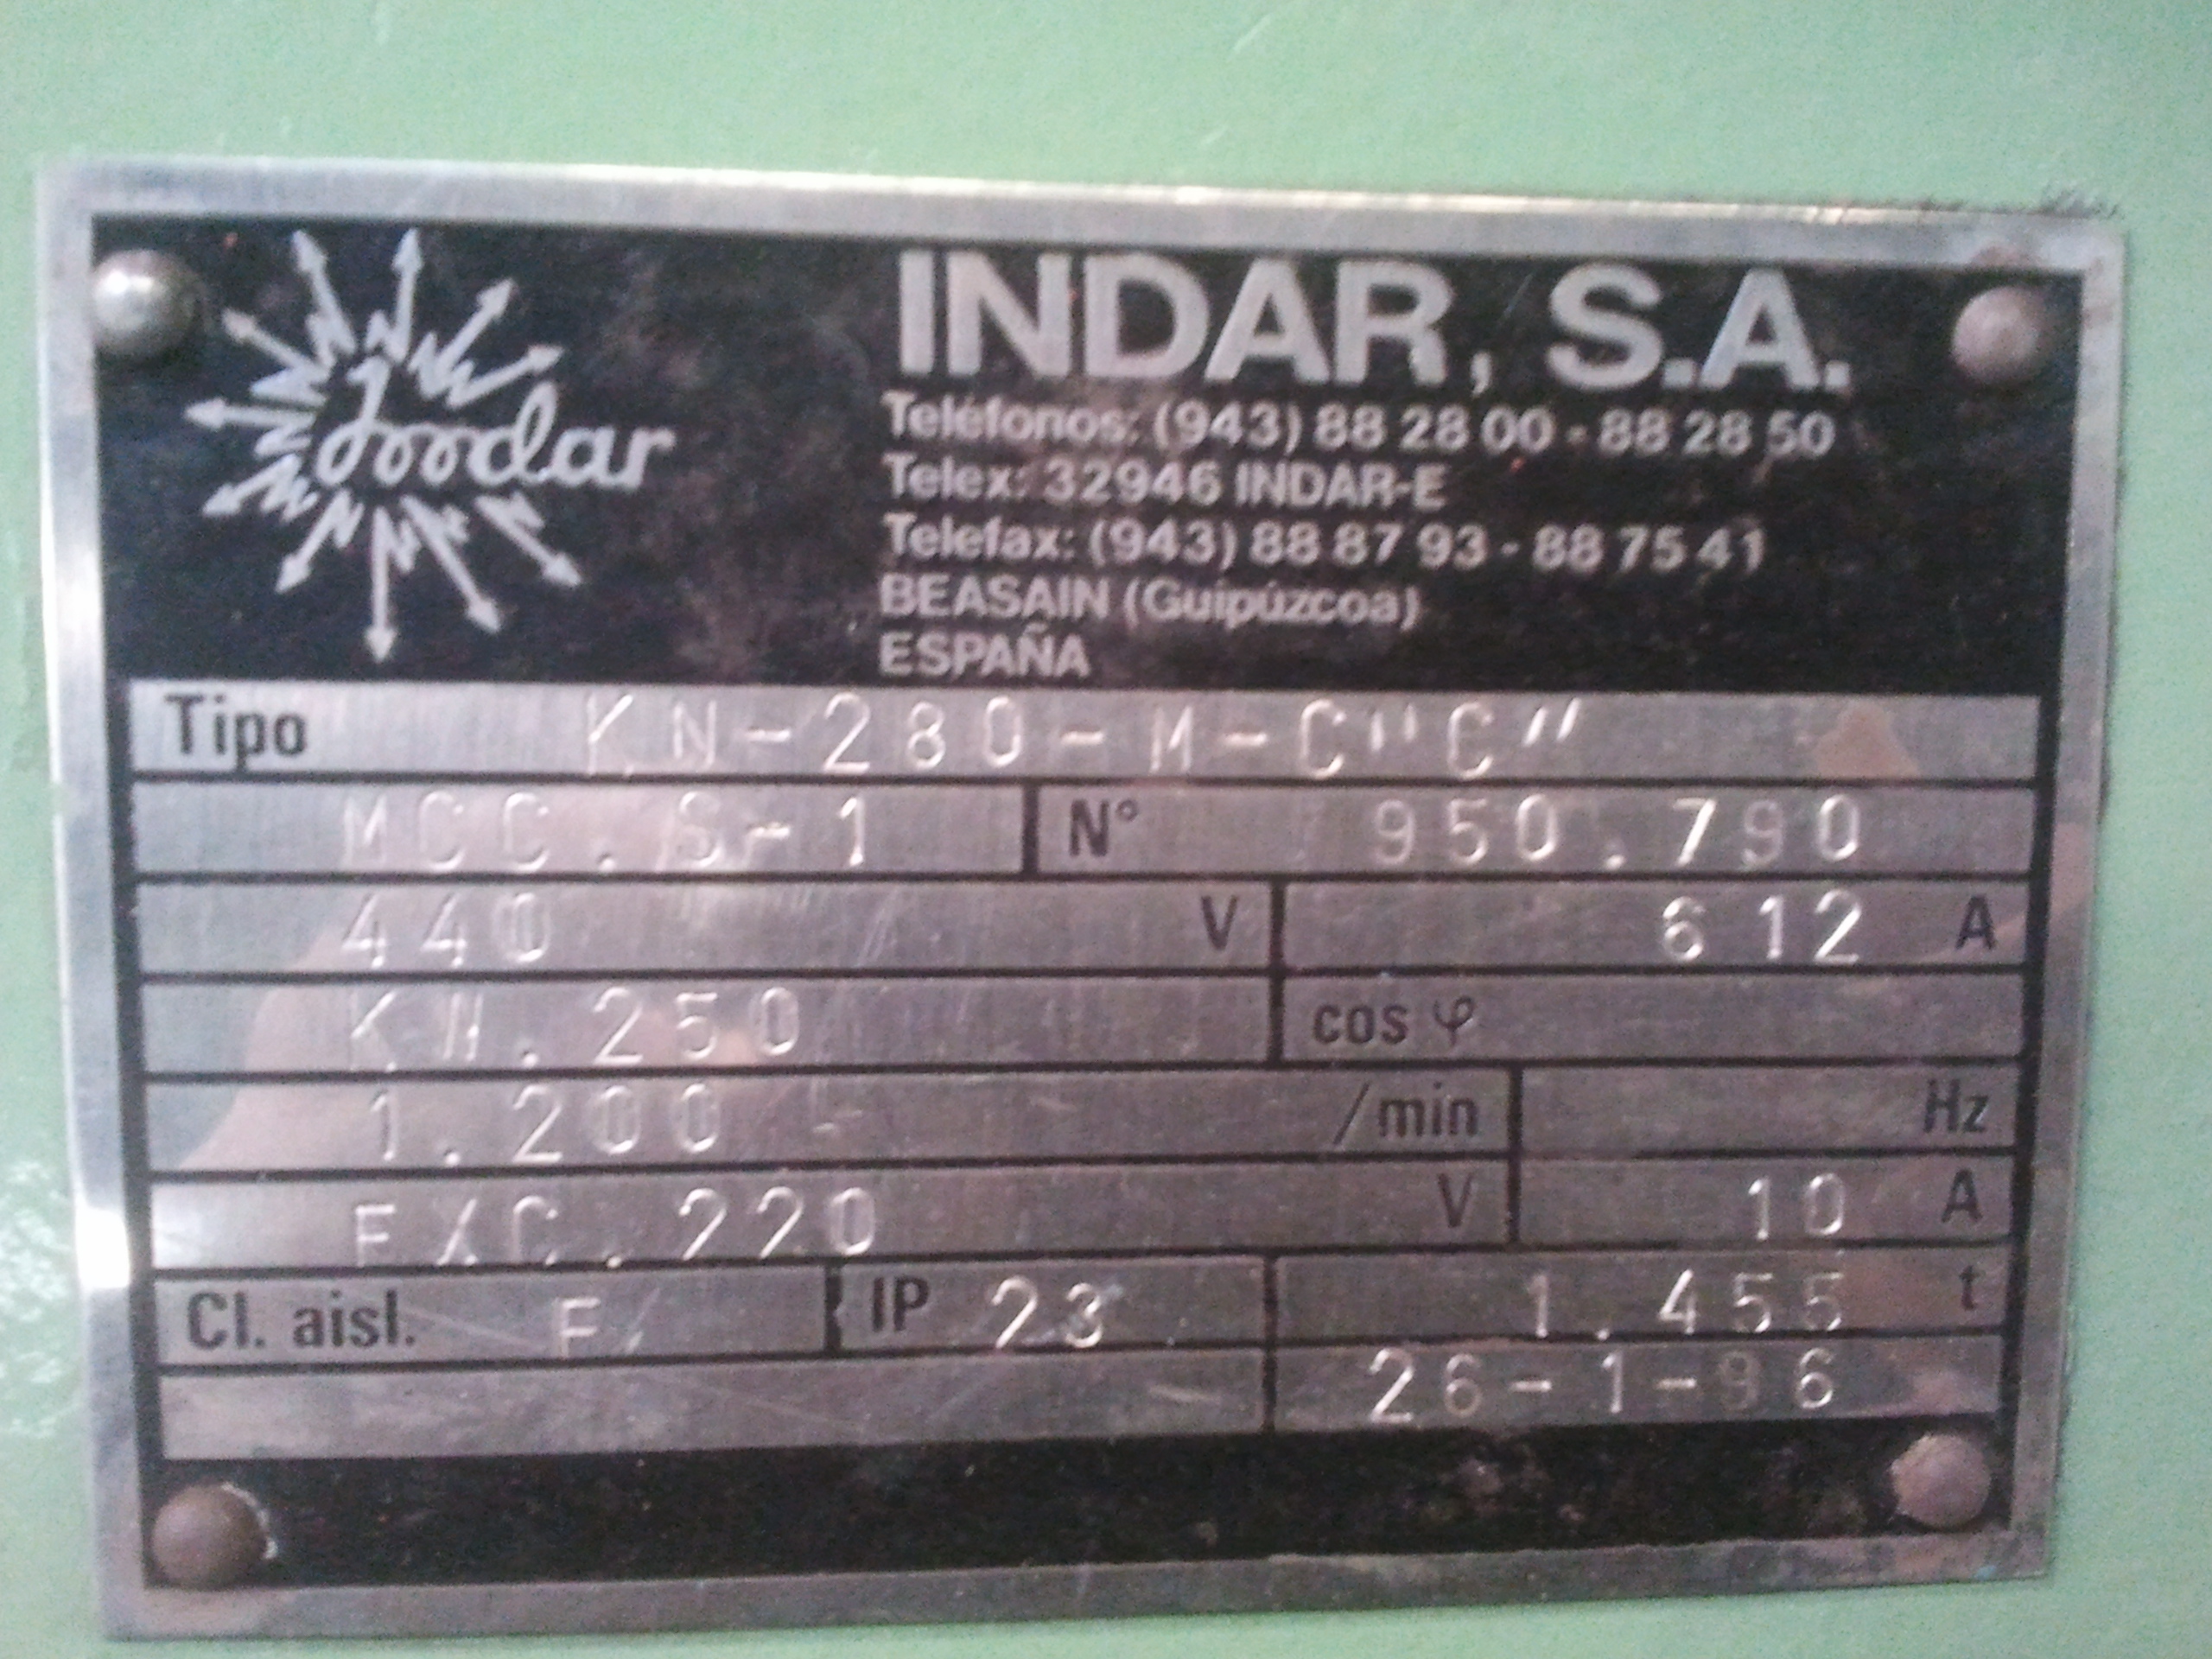 Indar
INDAR, S.A.
Teléfonos: (943) 88 28 00 - 88 28 50
Telex: 32946 INDAR-E
Telefax: (943) 88 87 93 - 88 75 41
BEASAIN (Guipúzcoa)
ESPAÑA
Tipo KN-280-M-C"C"
MCC. S-1 N° 950.790
440 V 612 A
KW. 250 cos φ
1.200 /min Hz
EXC. 220 V 10 A
Cl. aisl. F IP 23 1.455 t
26-1-96